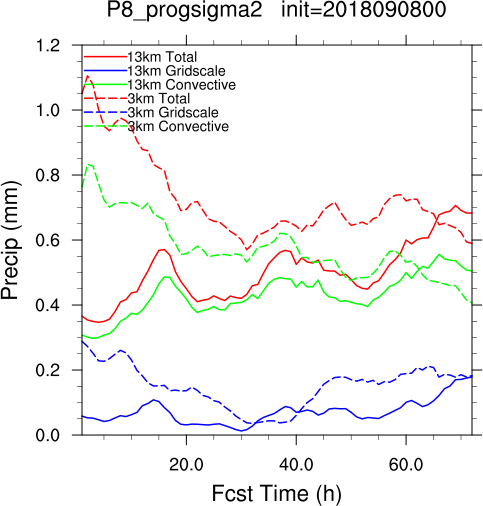 P8_progsigma2 init=2018090800
1.2
13km Total
13km Gridscale
13km Convective
3km Total
3km Gridscale
3km Convective
1.0
0.8
0.6
0.4
0.2
0.0
Precip (mm)
20.0 40.0 60.0
Fcst Time (h)